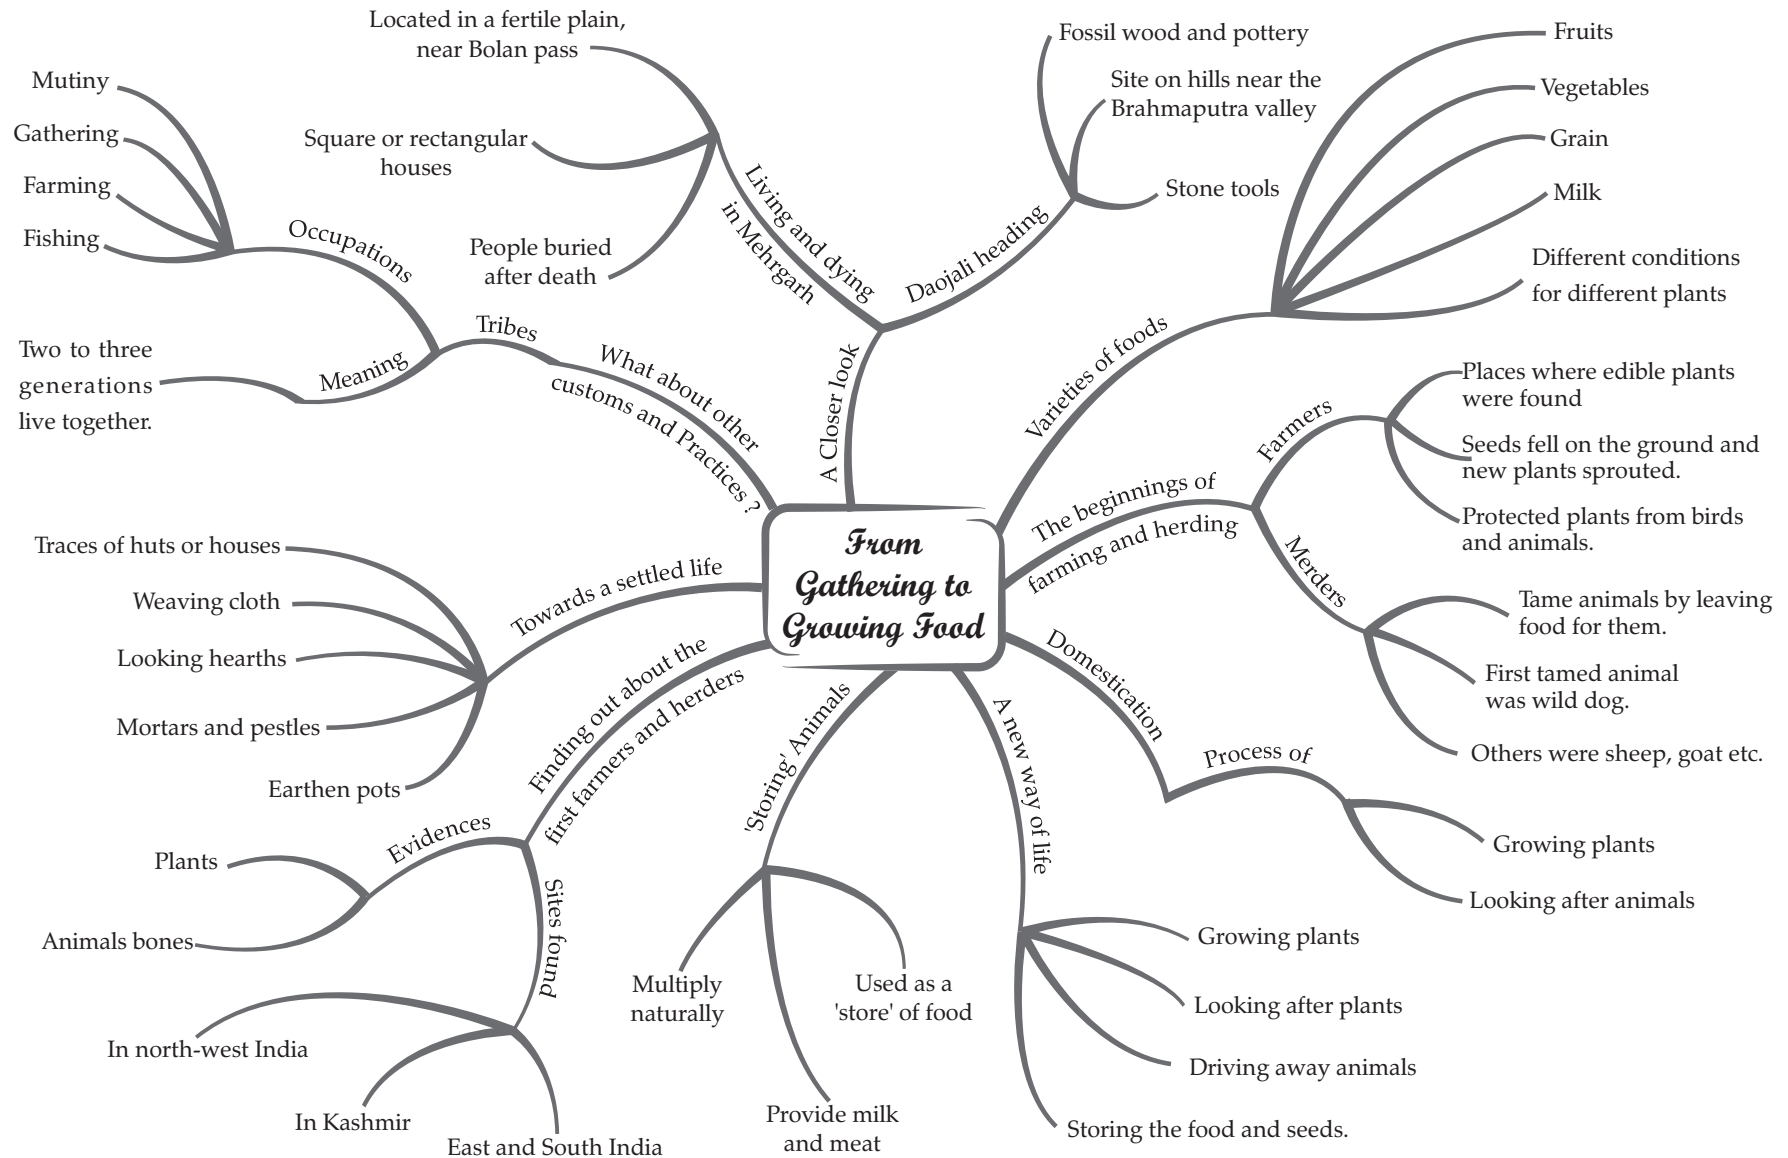 From
Gathering to
Growing Food
A Closer look
Living and dying
in Mehrgarh
Located in a fertile plain,
near Bolan pass
Square or rectangular
houses
People buried
after death
Daojali heading
Fossil wood and pottery
Site on hills near the
Brahmaputra valley
Stone tools
Varieties of foods
Fruits
Vegetables
Grain
Milk
Different conditions
for different plants
The beginnings of
farming and herding
Farmers
Places where edible plants
were found
Seeds fell on the ground and
new plants sprouted.
Protected plants from birds
and animals.
Merders
Tame animals by leaving
food for them.
First tamed animal
was wild dog.
Others were sheep, goat etc.
Domestication
Process of
Growing plants
Looking after animals
A new way of life
Growing plants
Looking after plants
Driving away animals
Storing the food and seeds.
'Storing' Animals
Multiply
naturally
Provide milk
and meat
Used as a
'store' of food
Finding out about the
first farmers and herders
Evidences
Plants
Animals bones
Sites found
In north-west India
In Kashmir
East and South India
Towards a settled life
Traces of huts or houses
Weaving cloth
Looking hearths
Mortars and pestles
Earthen pots
What about other
customs and Practices ?
Tribes
Occupations
Mutiny
Gathering
Farming
Fishing
Meaning
Two to three
generations
live together.